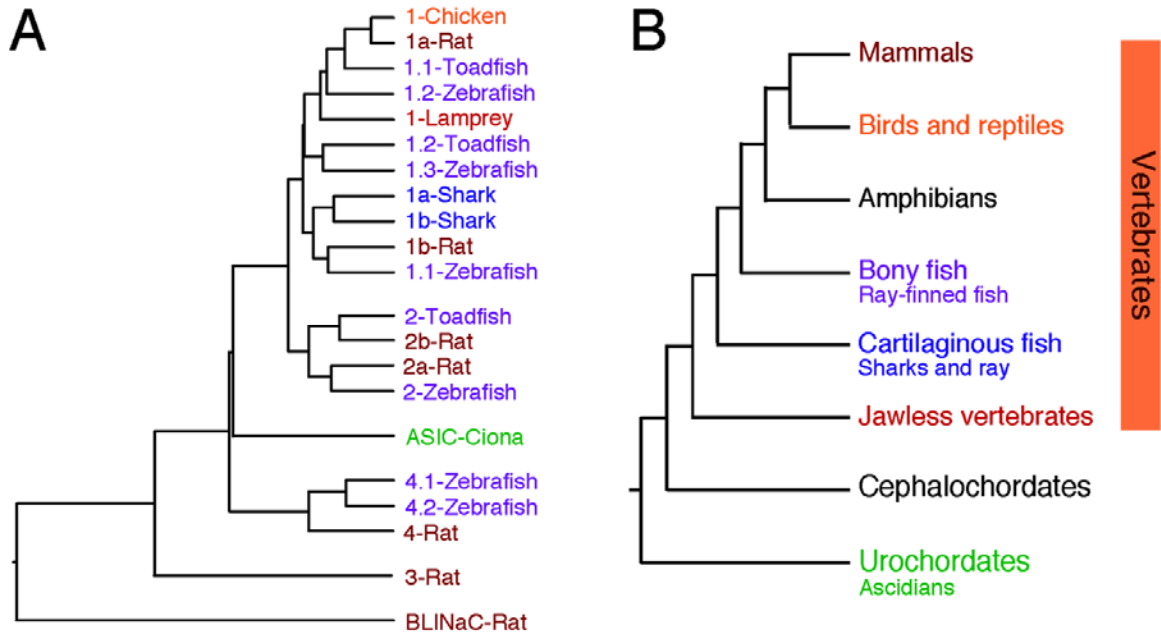 A
1-Chicken
1a-Rat
1.1-Toadfish
1.2-Zebrafish
1-Lamprey
1.2-Toadfish
1.3-Zebrafish
1a-Shark
1b-Shark
1b-Rat
1.1-Zebrafish
2-Toadfish
2b-Rat
2a-Rat
2-Zebrafish
ASIC-Ciona
4.1-Zebrafish
4.2-Zebrafish
4-Rat
3-Rat
BLINaC-Rat
B
Mammals
Birds and reptiles
Amphibians
Bony fish
Ray-finned fish
Cartilaginous fish
Sharks and ray
Jawless vertebrates
Cephalochordates
Urochordates
Ascidians
Vertebrates